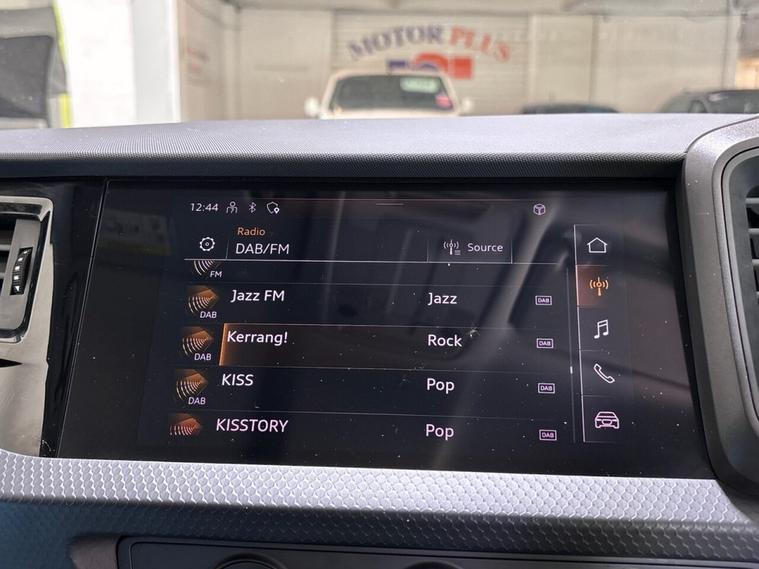 MOTOR PLUS
12:44
Radio
DAB/FM
Source
FM
Jazz FM Jazz DAB
DAB
Kerrang! Rock DAB
DAB
KISS Pop DAB
DAB
KISSTORY Pop DAB